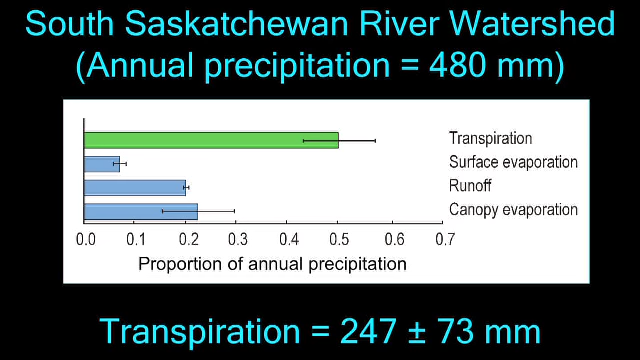 South Saskatchewan River Watershed
(Annual precipitation = 480 mm)
Transpiration
Surface evaporation
Runoff
Canopy evaporation
0.0 0.1 0.2 0.3 0.4 0.5 0.6 0.7
Proportion of annual precipitation
Transpiration = 247 ± 73 mm